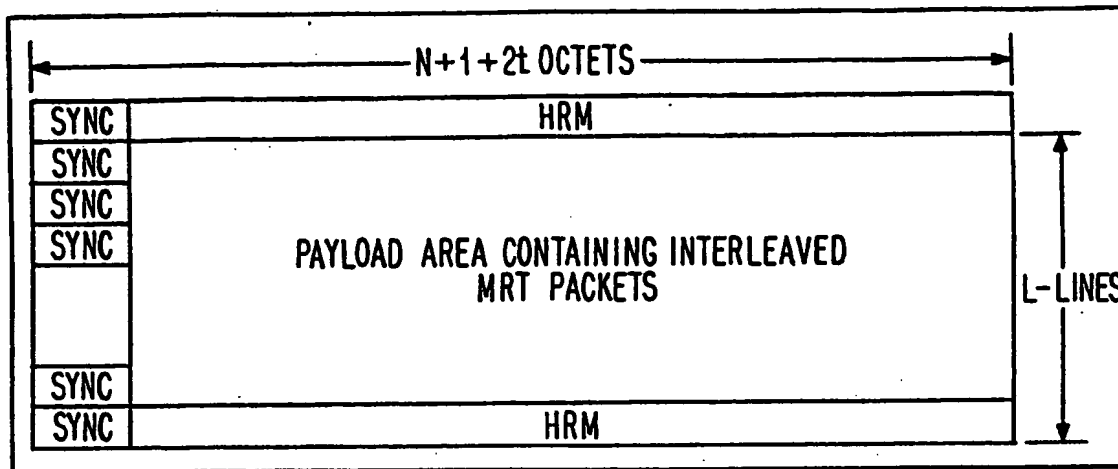 N+1+2t OCTETS
SYNC HRM
SYNC
SYNC
SYNC
PAYLOAD AREA CONTAINING INTERLEAVED
MRT PACKETS
L-LINES
SYNC
SYNC HRM